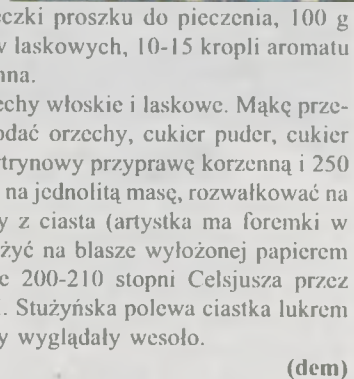 eczki proszku do pieczenia, 100 g
w laskowych, 10-15 kropli aromatu
nna.
echy włoskie i laskowe. Mąkę prze-
odać orzechy, cukier puder, cukier
trynowy przyprawę korzenną i 250
na jednolitą masę, rozwałkować na
y z ciasta (artystka ma foremki w
żyć na blasze wyłożonej papierem
e 200-210 stopni Celsjusza przez
. Stużyńska polewa ciastka lukrem
y wyglądały wesoło.
(dem)